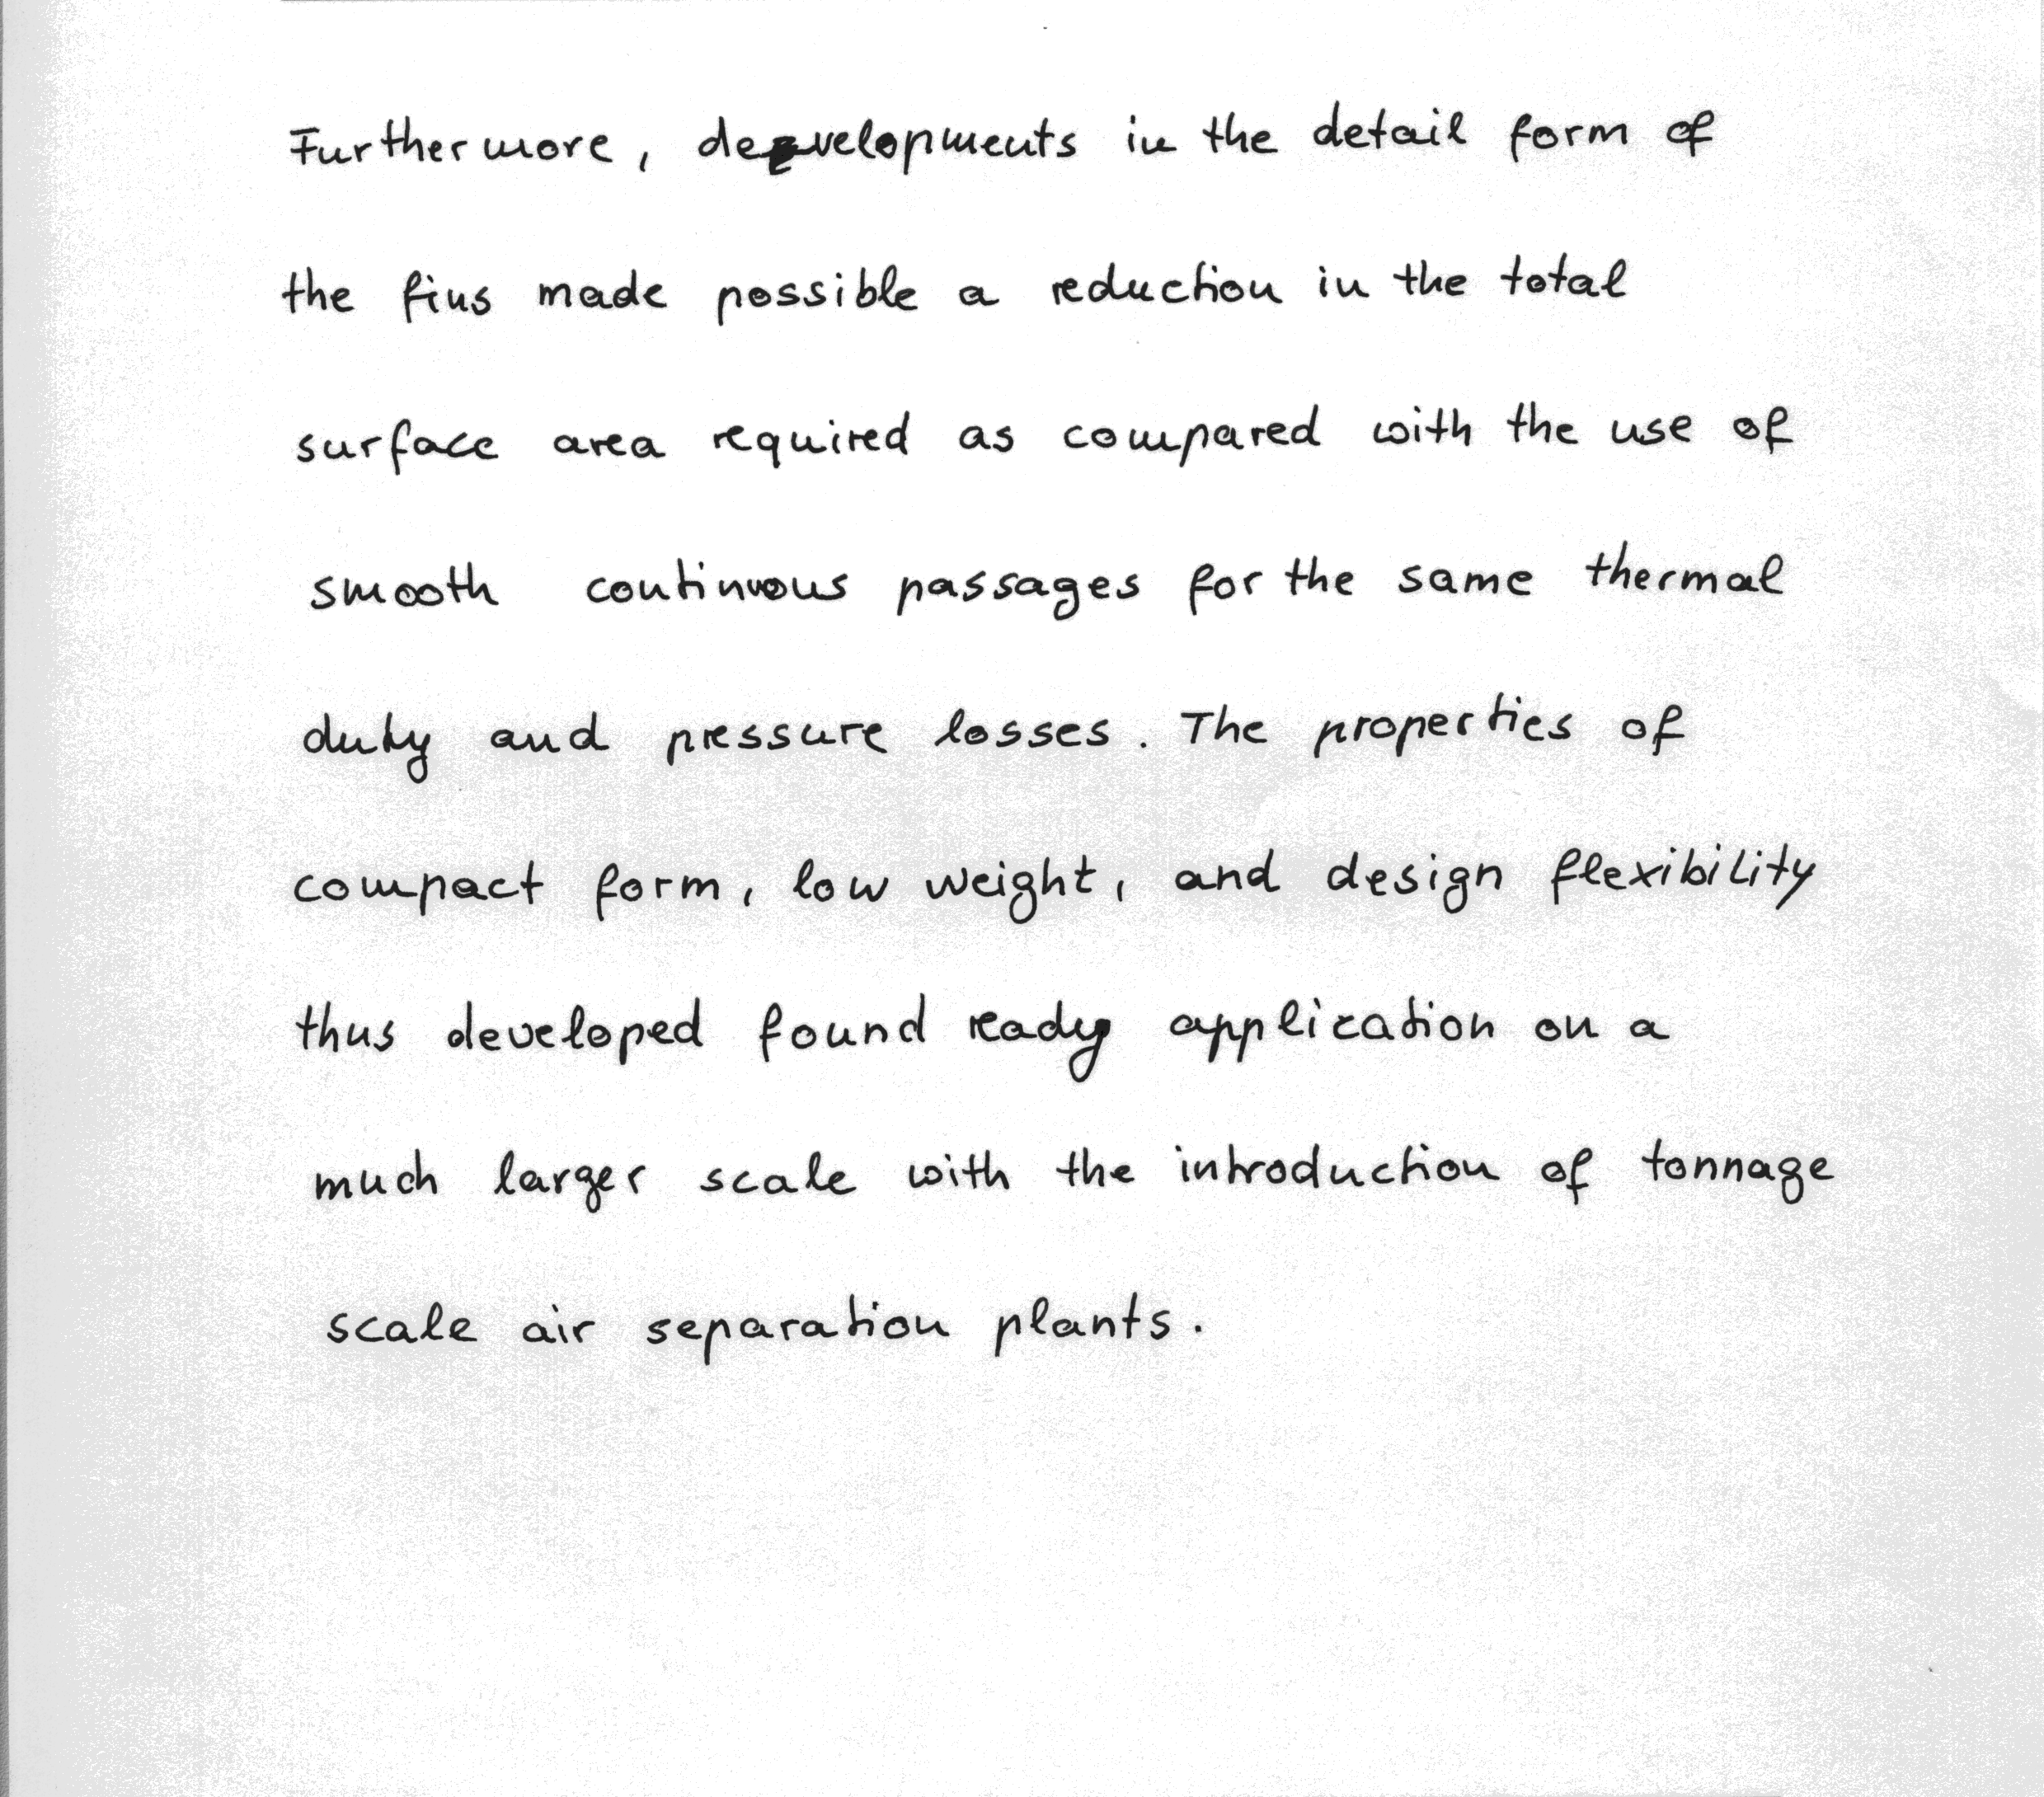 Furthermore, developments in the detail form of
the fins made possible a reduction in the total
surface area required as compared with the use of
smooth continuous passages for the same thermal
duty and pressure losses. The properties of
compact form, low weight, and design flexibility
thus developed found ready application on a
much larger scale with the introduction of tonnage
scale air separation plants.